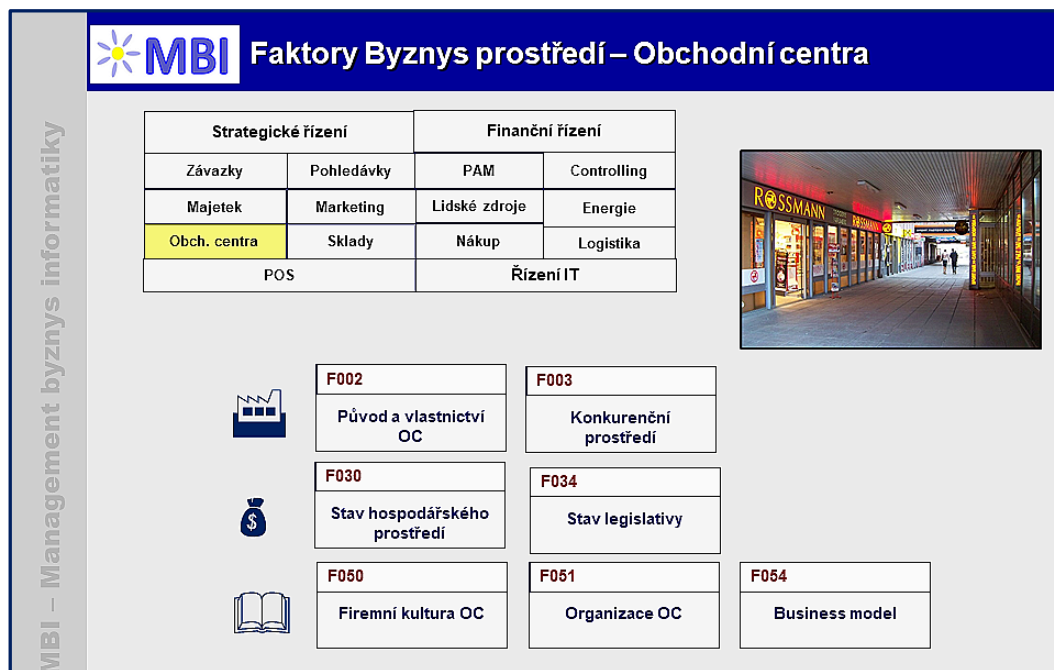 MBI
Faktory Byznys prostředí – Obchodní centra
MBI – Management byznys informatiky
Strategické řízení
Finanční řízení
Závazky
Pohledávky
PAM
Controlling
Majetek
Marketing
Lidské zdroje
Energie
Obch. centra
Sklady
Nákup
Logistika
POS
Řízení IT
ROSSMANN
ROSSMANN
F002
Původ a vlastnictví
OC
F003
Konkurenční
prostředí
F030
Stav hospodářského
prostředí
$
F034
Stav legislativy
F050
Firemní kultura OC
F051
Organizace OC
F054
Business model